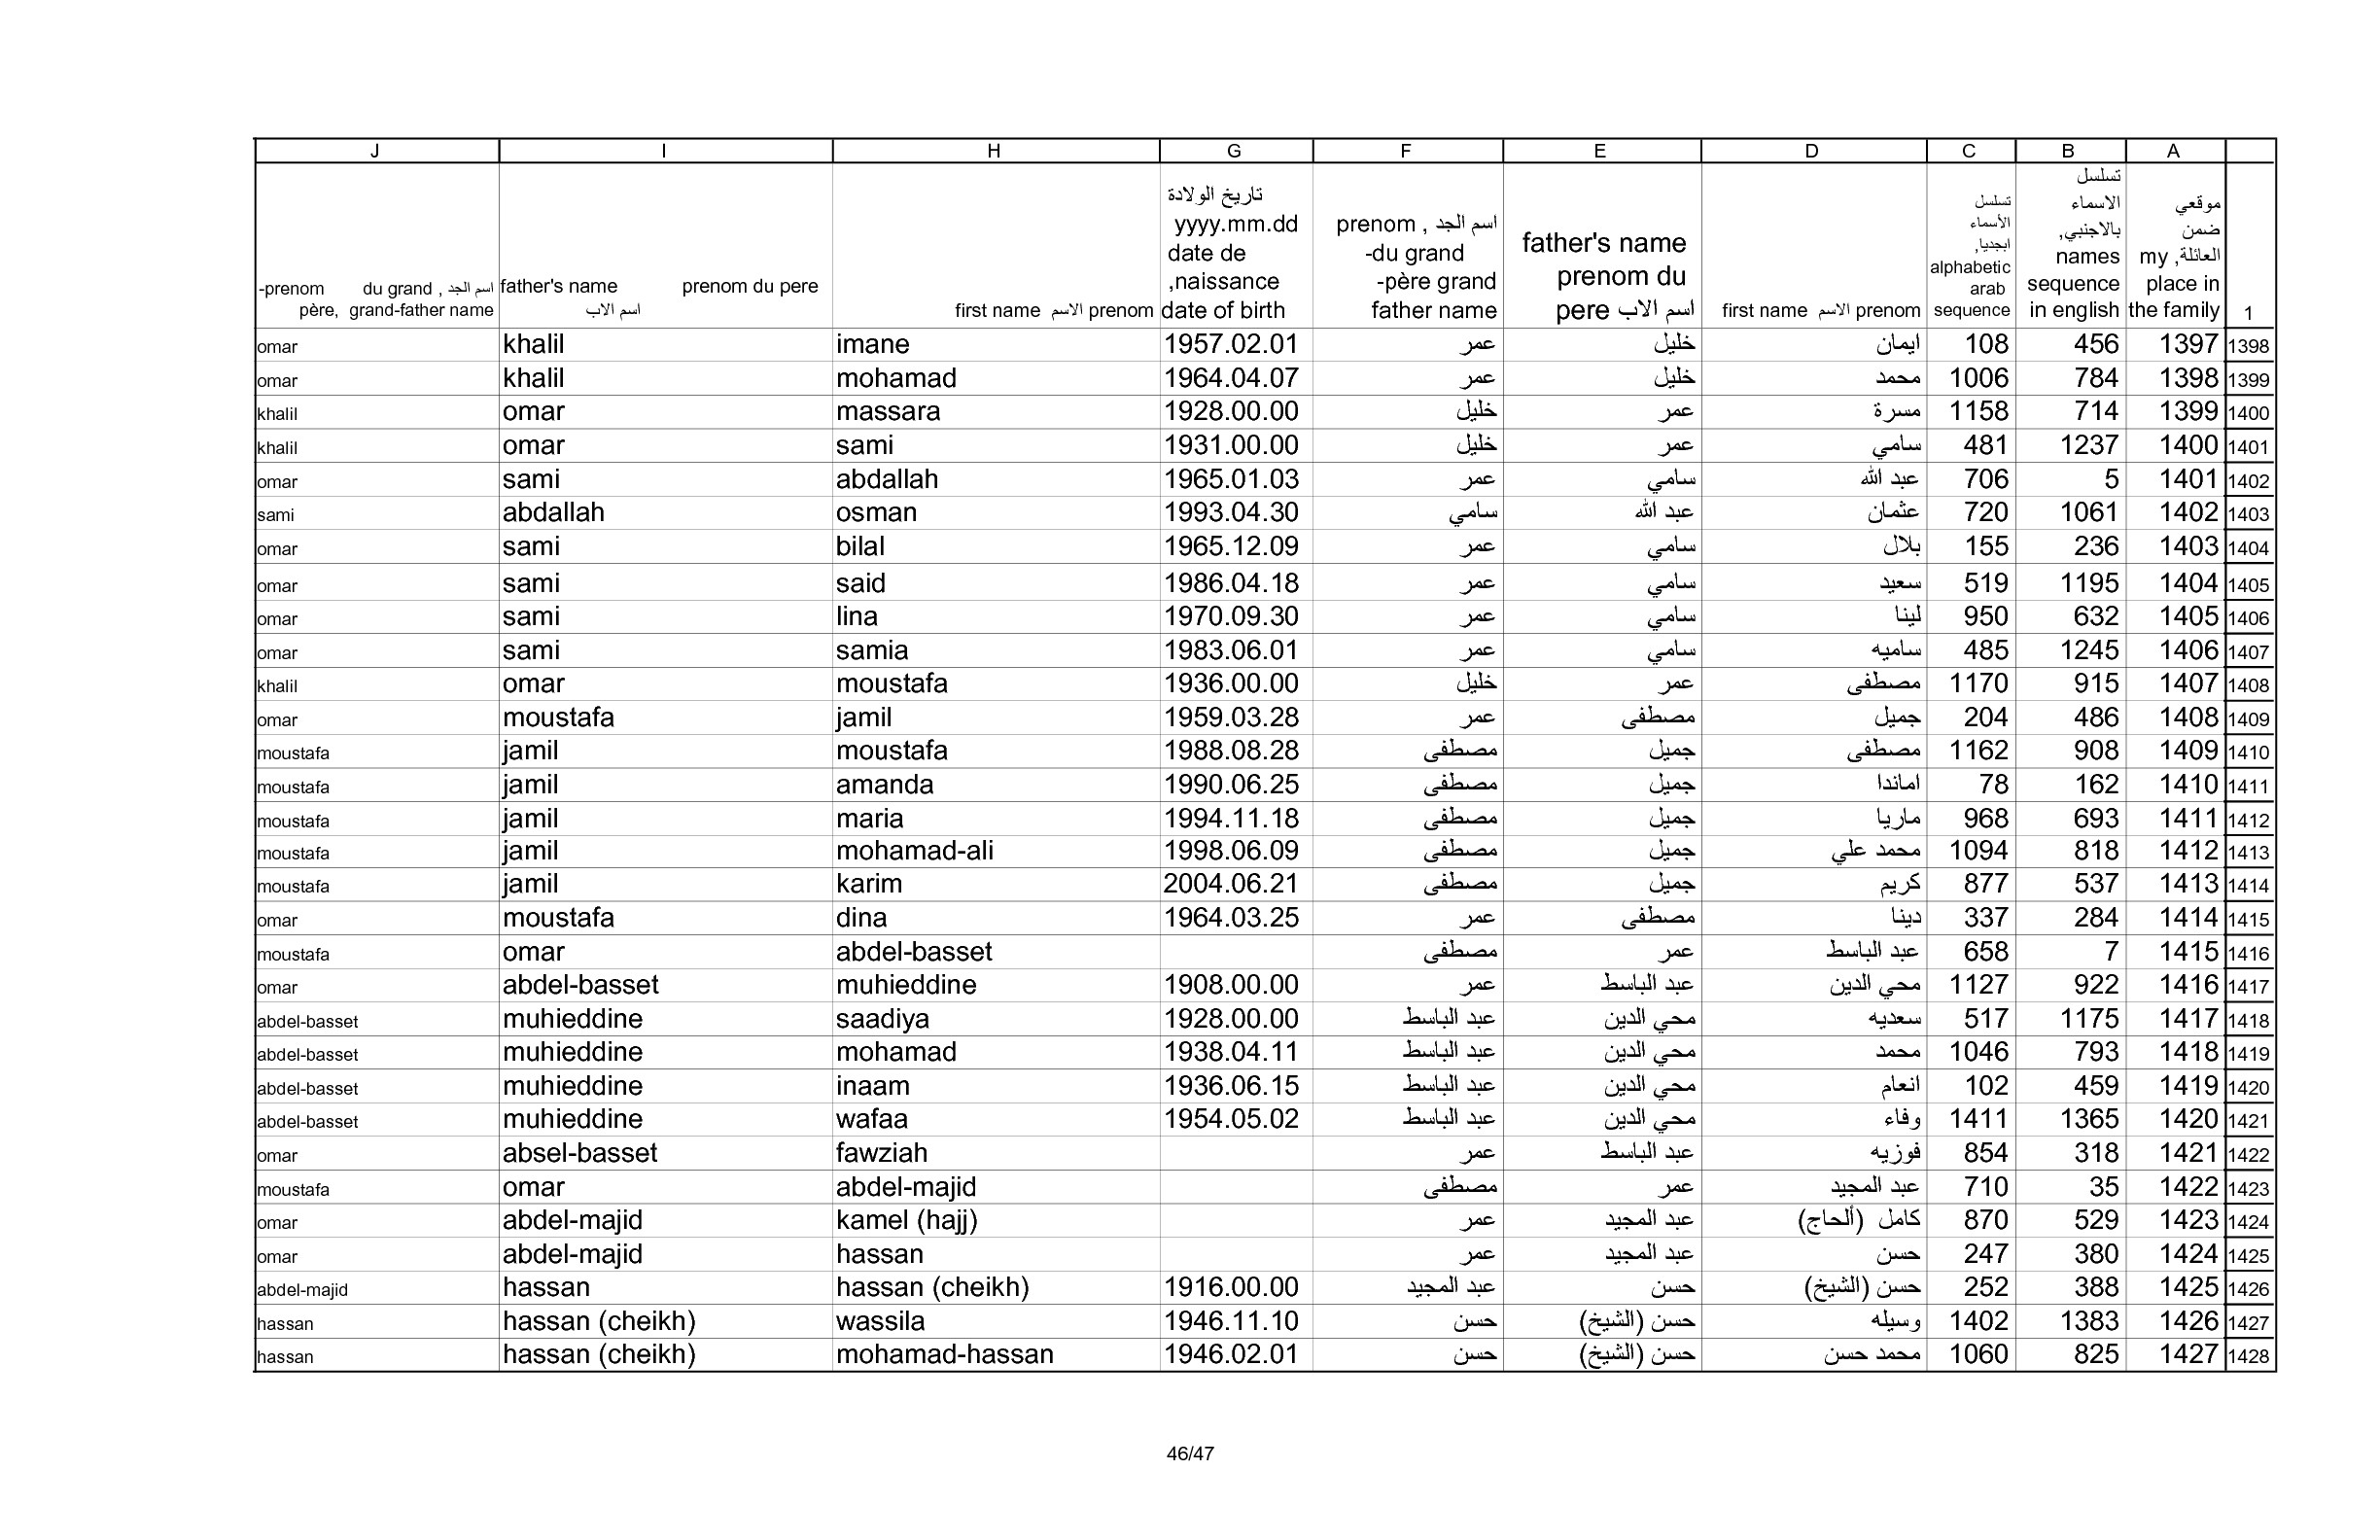 J I H G F E D C B A
-prenom du grand , اسم الجد père, grand-father name
father's name prenom du pere اسم الاب
first name الاسم prenom
تاريخ الولادة yyyy.mm.dd date de ,naissance date of birth
prenom , اسم الجد -du grand -père grand father name
father's name prenom du pere اسم الاب
first name الاسم prenom
تسلسل الأسماء ابجديا, alphabetic arab sequence
تسلسل الاسماء بالاجنبي, names sequence in english
موقعي ضمن العائلة, my place in the family
1
omar khalil imane 1957.02.01 عمر خليل ايمان 108 456 1397 1398
omar khalil mohamad 1964.04.07 عمر خليل محمد 1006 784 1398 1399
khalil omar massara 1928.00.00 خليل عمر مسرة 1158 714 1399 1400
khalil omar sami 1931.00.00 خليل عمر سامي 481 1237 1400 1401
omar sami abdallah 1965.01.03 عمر سامي عبد الله 706 5 1401 1402
sami abdallah osman 1993.04.30 سامي عبد الله عثمان 720 1061 1402 1403
omar sami bilal 1965.12.09 عمر سامي بلال 155 236 1403 1404
omar sami said 1986.04.18 عمر سامي سعيد 519 1195 1404 1405
omar sami lina 1970.09.30 عمر سامي لينا 950 632 1405 1406
omar sami samia 1983.06.01 عمر سامي ساميه 485 1245 1406 1407
khalil omar moustafa 1936.00.00 خليل عمر مصطفى 1170 915 1407 1408
omar moustafa jamil 1959.03.28 عمر مصطفى جميل 204 486 1408 1409
moustafa jamil moustafa 1988.08.28 مصطفى جميل مصطفى 1162 908 1409 1410
moustafa jamil amanda 1990.06.25 مصطفى جميل اماندا 78 162 1410 1411
moustafa jamil maria 1994.11.18 مصطفى جميل ماريا 968 693 1411 1412
moustafa jamil mohamad-ali 1998.06.09 مصطفى جميل محمد علي 1094 818 1412 1413
moustafa jamil karim 2004.06.21 مصطفى جميل كريم 877 537 1413 1414
omar moustafa dina 1964.03.25 عمر مصطفى دينا 337 284 1414 1415
moustafa omar abdel-basset مصطفى عمر عبد الباسط 658 7 1415 1416
omar abdel-basset muhieddine 1908.00.00 عمر عبد الباسط محي الدين 1127 922 1416 1417
abdel-basset muhieddine saadiya 1928.00.00 عبد الباسط محي الدين سعديه 517 1175 1417 1418
abdel-basset muhieddine mohamad 1938.04.11 عبد الباسط محي الدين محمد 1046 793 1418 1419
abdel-basset muhieddine inaam 1936.06.15 عبد الباسط محي الدين انعام 102 459 1419 1420
abdel-basset muhieddine wafaa 1954.05.02 عبد الباسط محي الدين وفاء 1411 1365 1420 1421
omar absel-basset fawziah عمر عبد الباسط فوزيه 854 318 1421 1422
moustafa omar abdel-majid مصطفى عمر عبد المجيد 710 35 1422 1423
omar abdel-majid kamel (hajj) عمر عبد المجيد كامل (ألحاج) 870 529 1423 1424
omar abdel-majid hassan عمر عبد المجيد حسن 247 380 1424 1425
abdel-majid hassan hassan (cheikh) 1916.00.00 عبد المجيد حسن حسن (الشيخ) 252 388 1425 1426
hassan hassan (cheikh) wassila 1946.11.10 حسن حسن (الشيخ) وسيله 1402 1383 1426 1427
hassan hassan (cheikh) mohamad-hassan 1946.02.01 حسن حسن (الشيخ) محمد حسن 1060 825 1427 1428
46/47